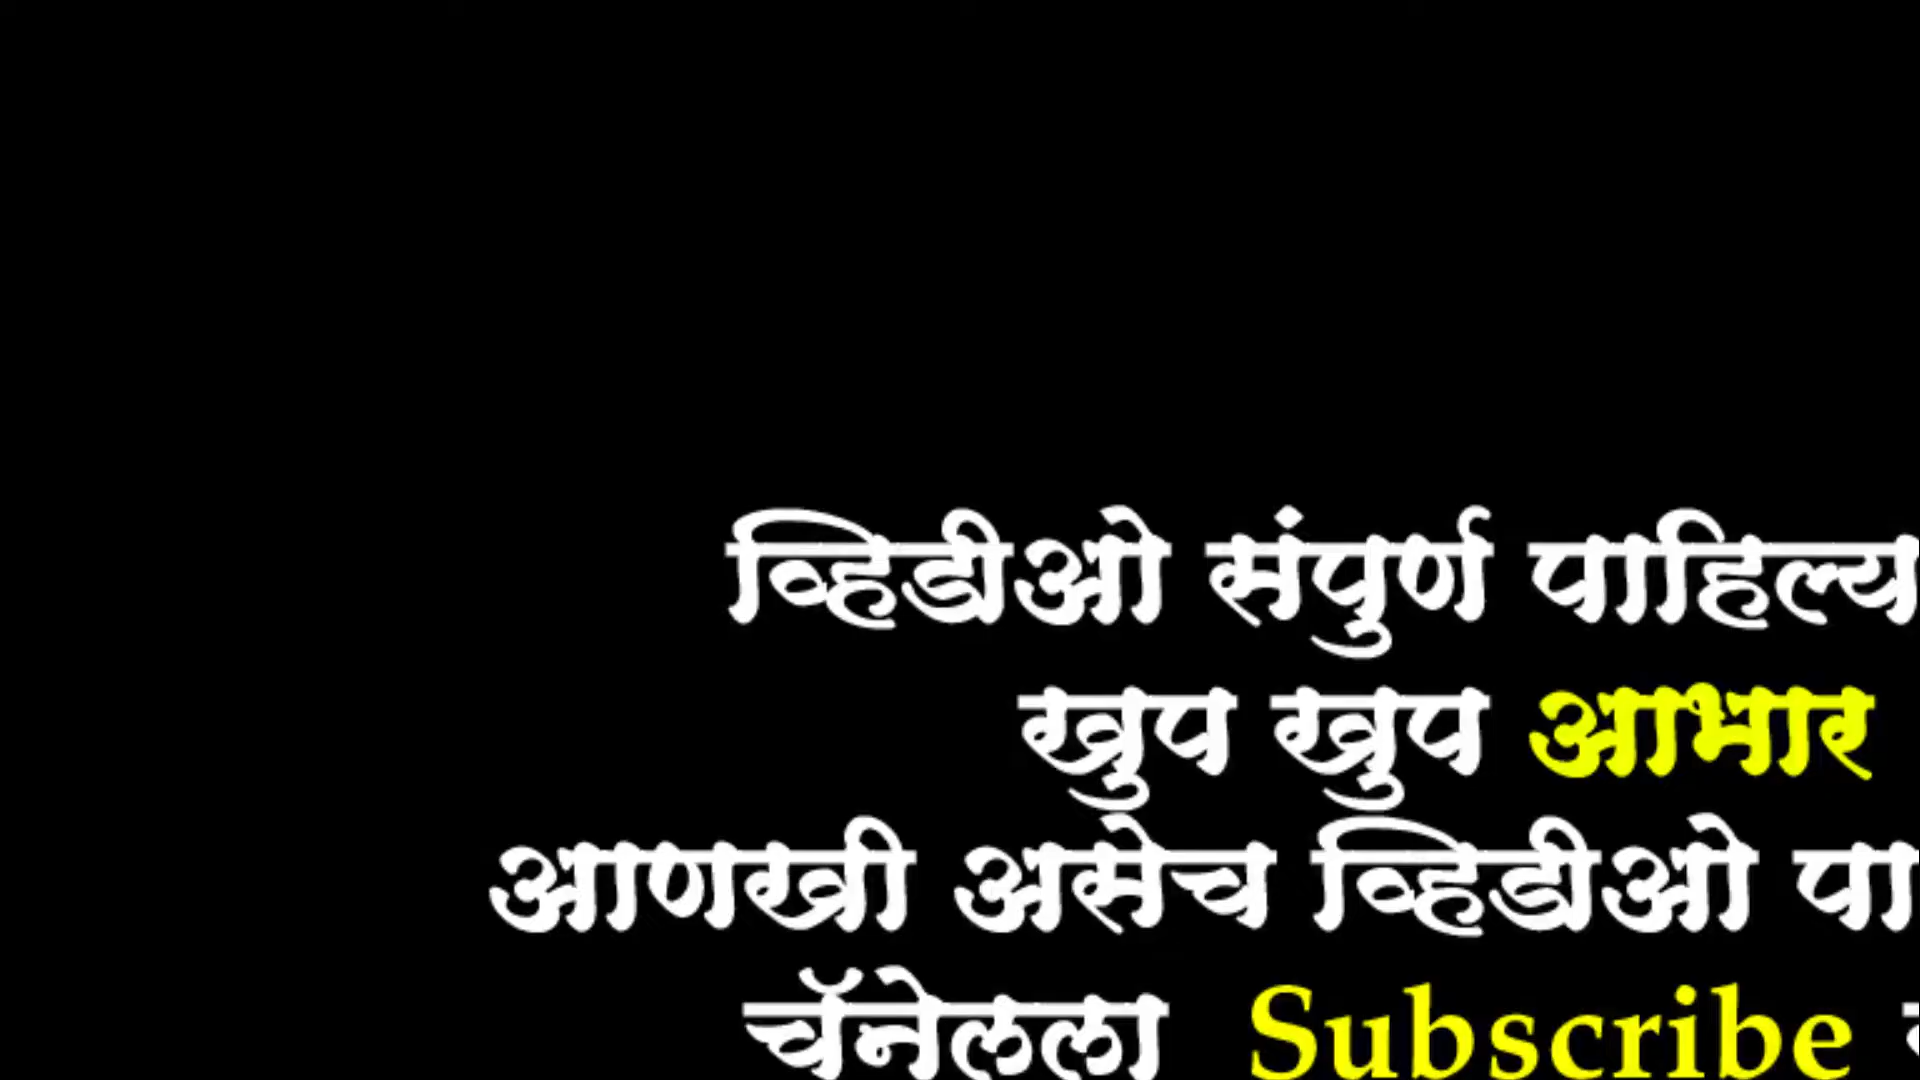 व्हिडीओ संपुर्ण पाहिल्य
खुप खुप आभार
आणखी असेच व्हिडीओ पा
चॅनेलला Subscribe